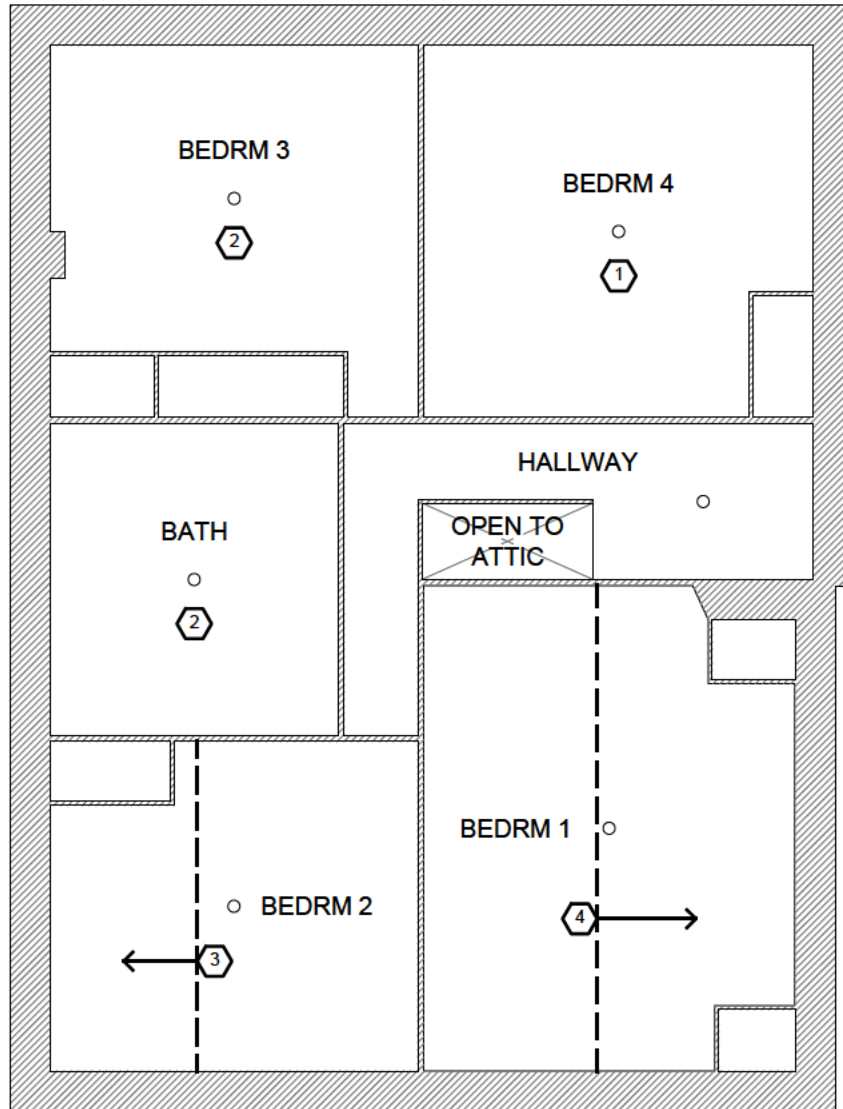 BEDRM 3
2
BEDRM 4
1
HALLWAY
OPEN TO
ATTIC
BATH
2
BEDRM 1
4
BEDRM 2
3